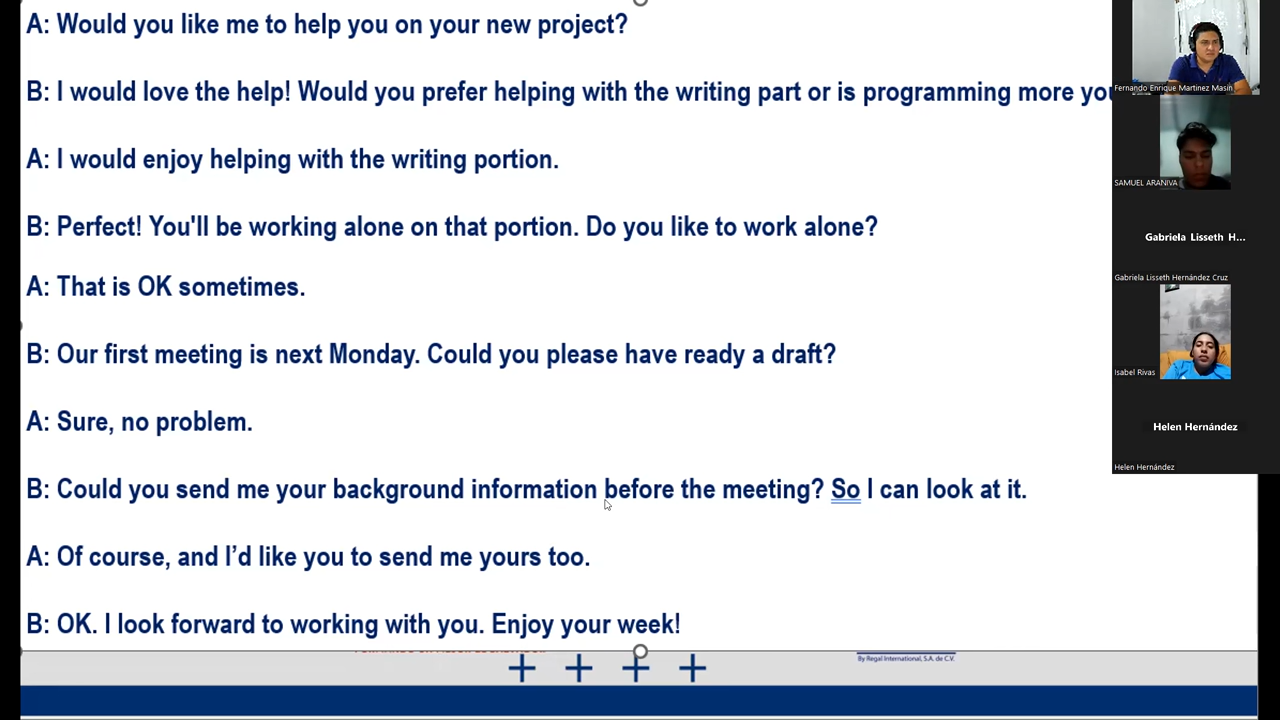 A: Would you like me to help you on your new project?
B: I would love the help! Would you prefer helping with the writing part or is programming more
A: I would enjoy helping with the writing portion.
B: Perfect! You'll be working alone on that portion. Do you like to work alone?
A: That is OK sometimes.
B: Our first meeting is next Monday. Could you please have ready a draft?
A: Sure, no problem.
B: Could you send me your background information before the meeting? So I can look at it.
A: Of course, and I’d like you to send me yours too.
B: OK. I look forward to working with you. Enjoy your week!
By Regal International, S.A. de C.V.
Fernando Enrique Martinez Masin
SAMUEL ARANIVA
Gabriela Lisseth H...
Gabriela Lisseth Hernández Cruz
Isabel Rivas
Helen Hernández
Helen Hernández